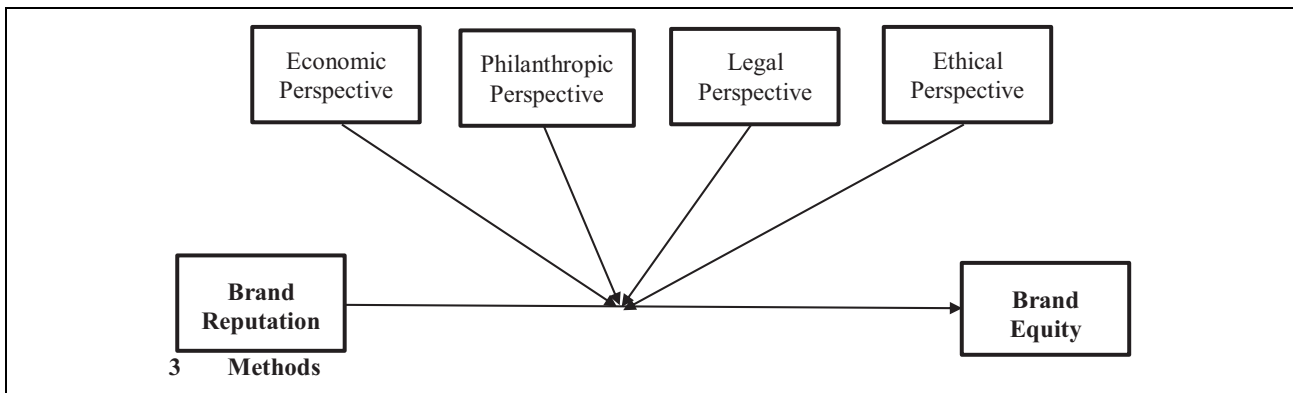 Economic
Perspective
Philanthropic
Perspective
Legal
Perspective
Ethical
Perspective
Brand
Reputation
Brand
Equity
3 Methods